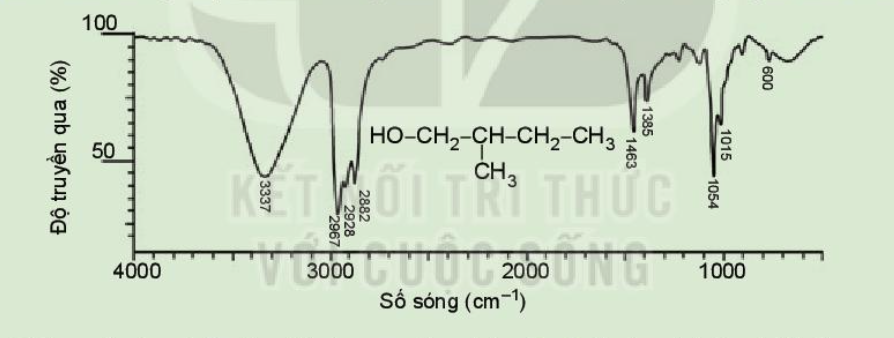 100
Độ truyền qua (%)
50
HO–CH₂–CH–CH₂–CH₃
CH₃
3337
2967
2928
2882
1463
1385
1054
1015
600
KẾT NỐI TRI THỨC
VỚI CUỘC SỐNG
4000 3000 2000 1000
Số sóng (cm⁻¹)